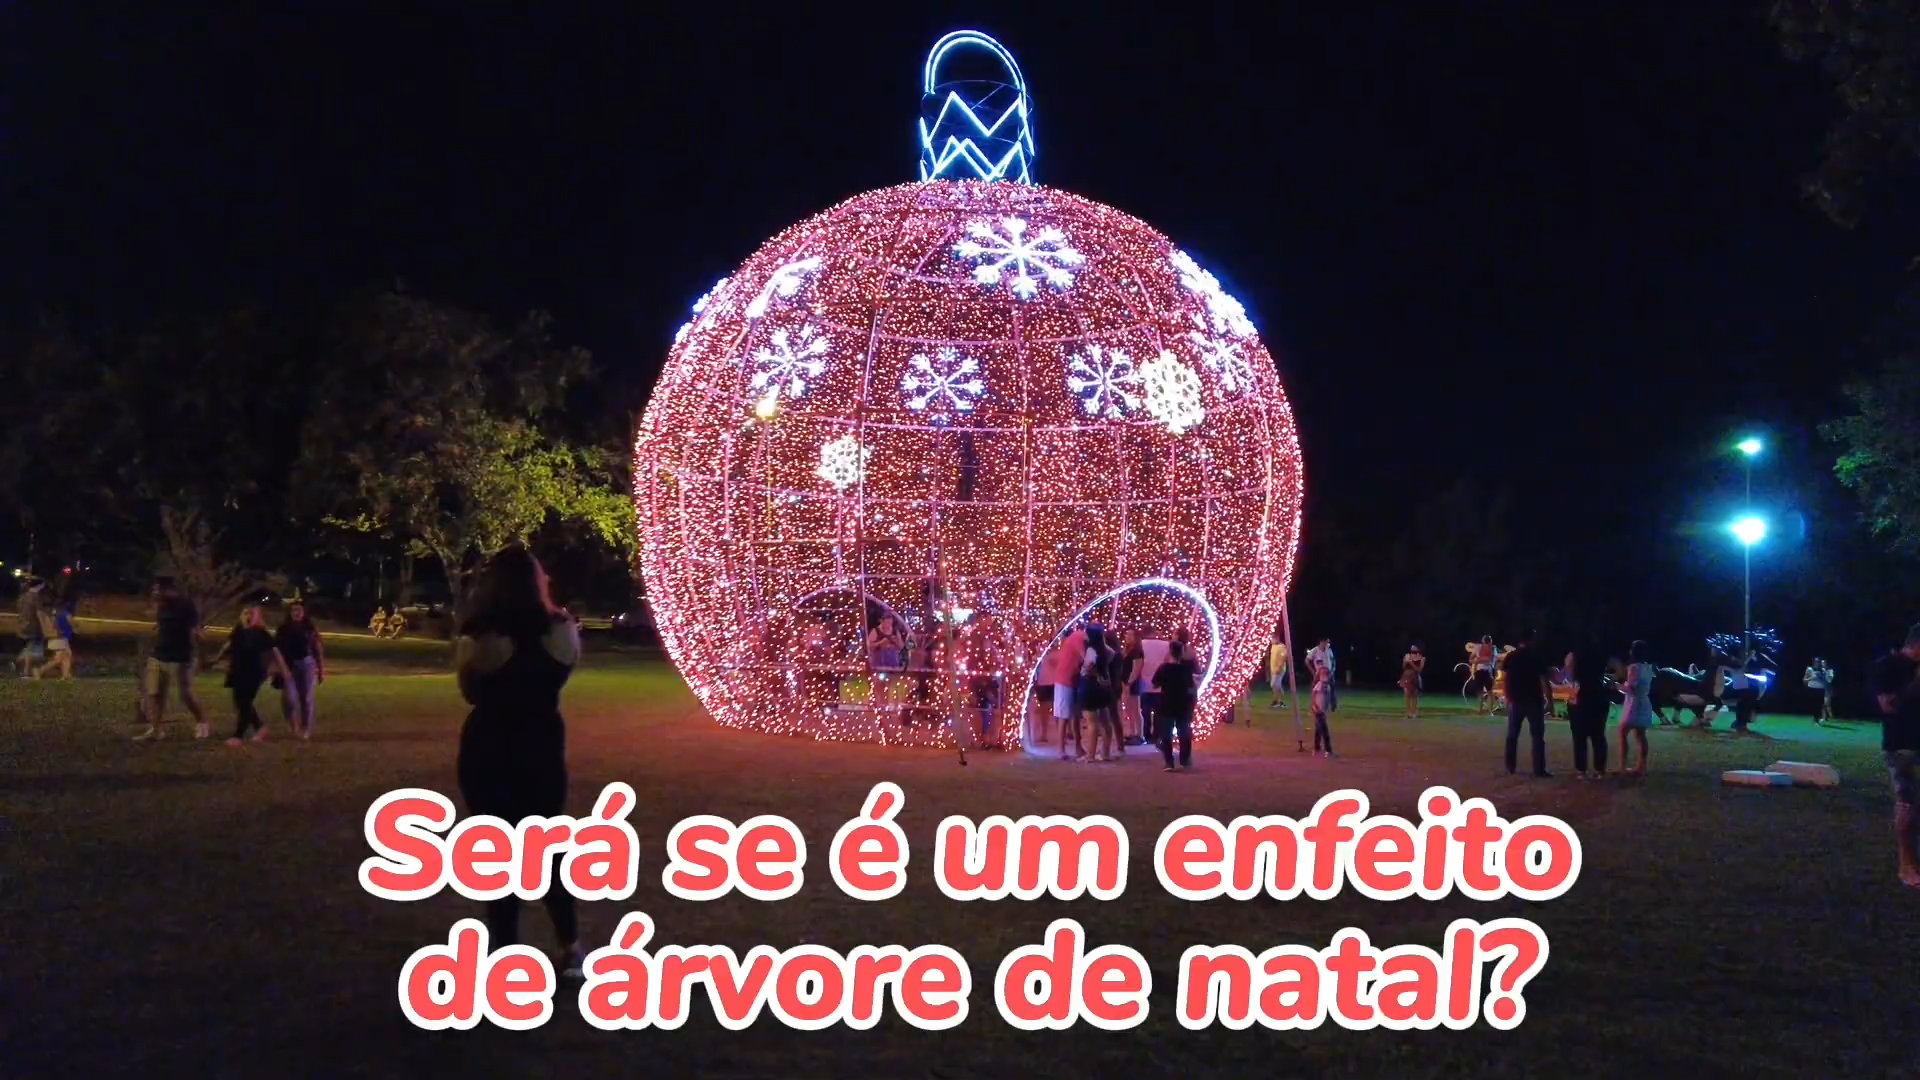 Será se é um enfeito
de árvore de natal?